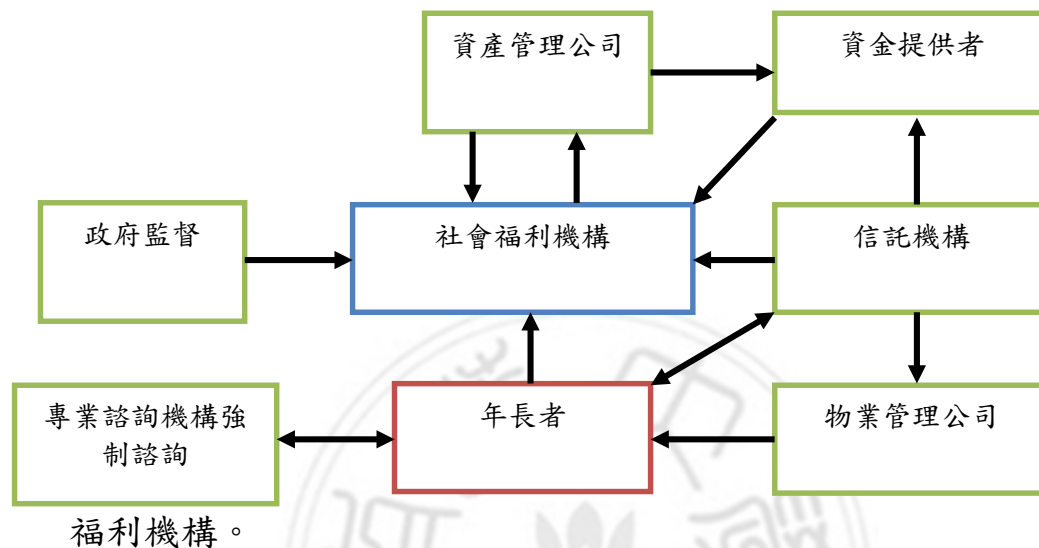 資產管理公司
資金提供者
政府監督
社會福利機構
信託機構
專業諮詢機構強
制諮詢
年長者
物業管理公司
福利機構。